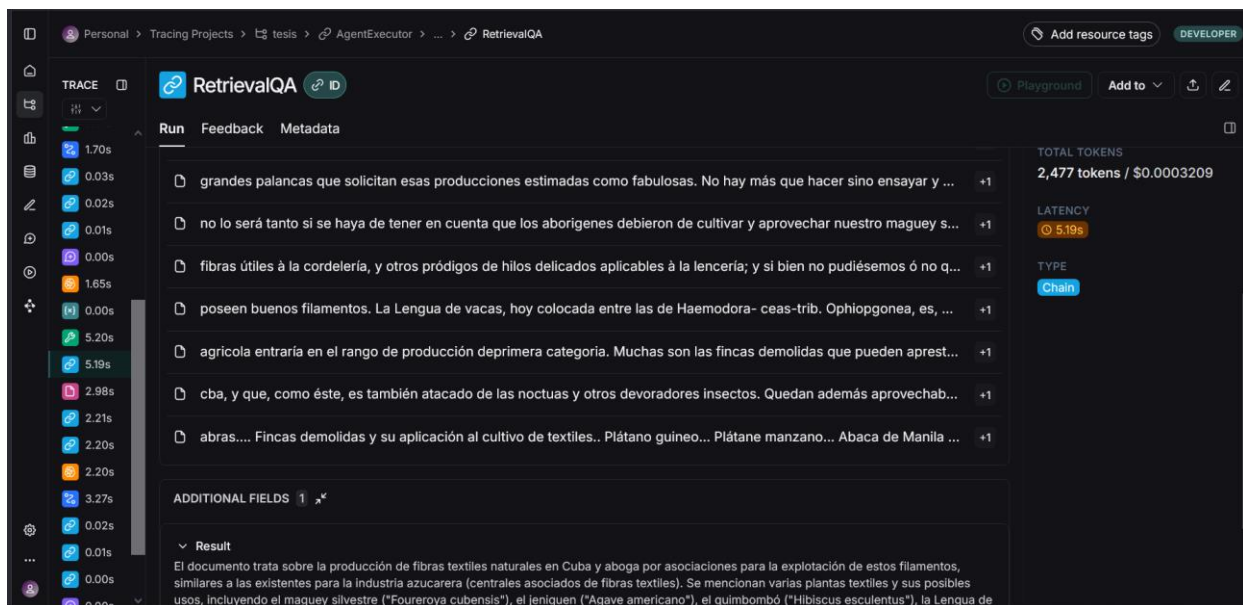 Personal > Tracing Projects > tesis > AgentExecutor > ... > RetrievalQA
Add resource tags
DEVELOPER
TRACE
RetrievalQA
ID
Playground
Add to
Run Feedback Metadata
1.70s
0.03s
0.02s
0.01s
0.00s
1.65s
0.00s
5.20s
5.19s
2.98s
2.21s
2.20s
2.20s
3.27s
0.02s
0.01s
0.00s
grandes palancas que solicitan esas producciones estimadas como fabulosas. No hay más que hacer sino ensayar y ... +1
no lo será tanto si se haya de tener en cuenta que los aborigenes debieron de cultivar y aprovechar nuestro maguey s... +1
fibras útiles à la cordelería, y otros pródigos de hilos delicados aplicables à la lencería; y si bien no pudiésemos ó no q... +1
poseen buenos filamentos. La Lengua de vacas, hoy colocada entre las de Haemodora- ceas-trib. Ophiopgonea, es, ... +1
agricola entraría en el rango de producción deprimera categoria. Muchas son las fincas demolidas que pueden aprest... +1
cba, y que, como éste, es también atacado de las noctuas y otros devoradores insectos. Quedan además aprovechab... +1
abras.... Fincas demolidas y su aplicación al cultivo de textiles.. Plátano guineo... Plátane manzano... Abaca de Manila ... +1
ADDITIONAL FIELDS 1
Result
El documento trata sobre la producción de fibras textiles naturales en Cuba y aboga por asociaciones para la explotación de estos filamentos,
similares a las existentes para la industria azucarera (centrales asociados de fibras textiles). Se mencionan varias plantas textiles y sus posibles
usos, incluyendo el maguey silvestre ("Foureroya cubensis"), el jeniquen ("Agave americano"), el quimbombó ("Hibiscus esculentus"), la Lengua de
TOTAL TOKENS
2,477 tokens / $0.0003209
LATENCY
5.19s
TYPE
Chain